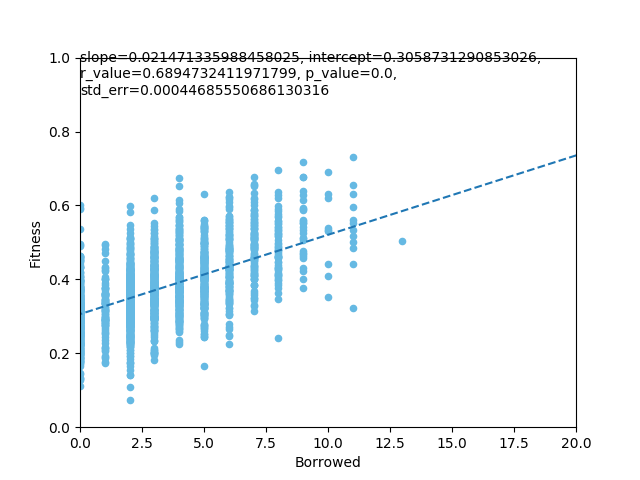 slope=0.021471335988458025, intercept=0.3058731290853026,
r_value=0.6894732411971799, p_value=0.0,
std_err=0.00044685550686130316
1.0
0.8
0.6
0.4
0.2
0.0
Fitness
0.0 2.5 5.0 7.5 10.0 12.5 15.0 17.5 20.0
Borrowed